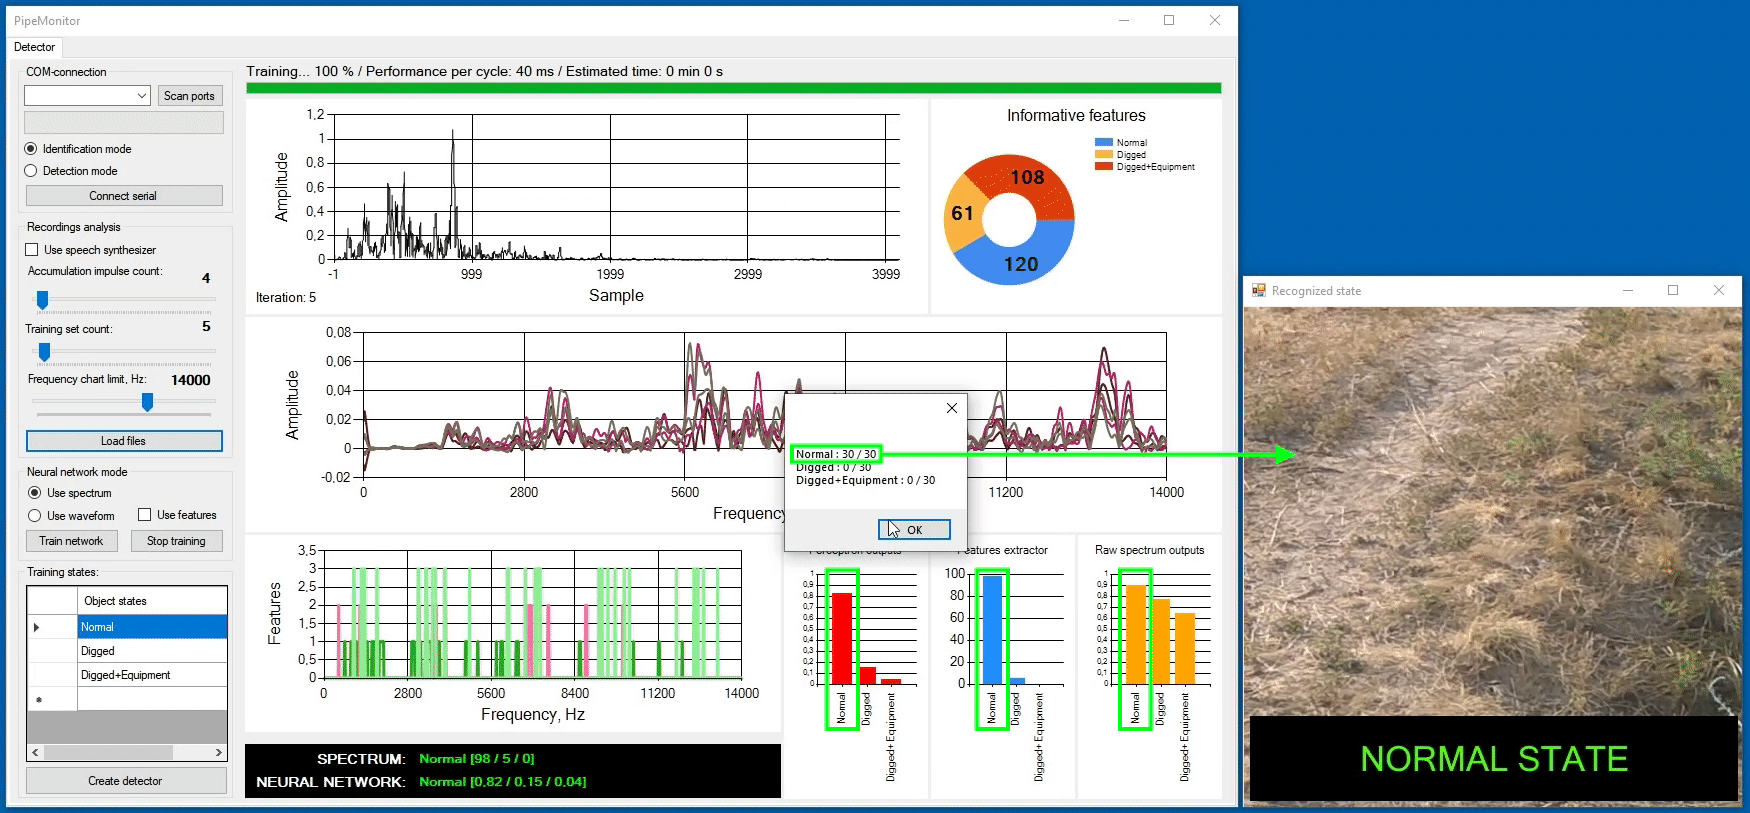 PipeMonitor
Detector
COM-connection
Scan ports
Identification mode
Detection mode
Connect serial
Recordings analysis
Use speech synthesizer
Accumulation impulse count: 4
Training set count: 5
Frequency chart limit, Hz: 14000
Load files
Neural network mode
Use spectrum
Use waveform
Use features
Train network
Stop training
Training states:
Object states
Normal
Digged
Digged+Equipment
Create detector
Training... 100 % / Performance per cycle: 40 ms / Estimated time: 0 min 0 s
Amplitude
1,2
1
0,8
0,6
0,4
0,2
0
-1 999 1999 2999 3999
Iteration: 5
Sample
Informative features
Normal
Digged
Digged+Equipment
108
61
120
Amplitude
0,08
0,06
0,04
0,02
0
-0,02
0 2800 5600 11200 14000
Frequency
Normal : 30 / 30
Digged : 0 / 30
Digged+Equipment : 0 / 30
OK
Features
3,5
3
2,5
2
1,5
1
0,5
0
0 2800 5600 8400 11200 14000
Frequency, Hz
Perceptron outputs
1
0,9
0,8
0,7
0,6
0,5
0,4
0,3
0,2
0,1
0
Normal
Digged
Digged+ Equipment
Features extractor
100
80
60
40
20
0
Normal
Digged
Digged+ Equipment
Raw spectrum outputs
1
0,9
0,8
0,7
0,6
0,5
0,4
0,3
0,2
0,1
0
Normal
Digged
Digged+ Equipment
SPECTRUM: Normal [98 / 5 / 0]
NEURAL NETWORK: Normal [0.82 / 0.15 / 0.04]
Recognized state
NORMAL STATE